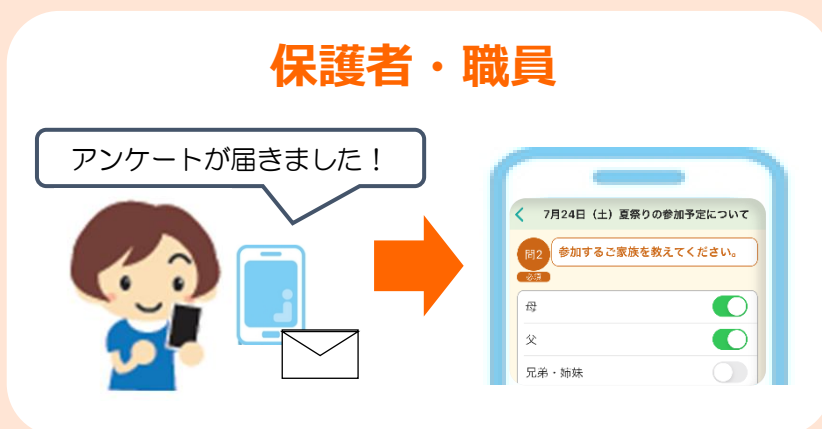 保護者・職員
アンケートが届きました！
7月24日（土）夏祭りの参加予定について
問2
参加するご家族を教えてください。
必須
母
父
兄弟・姉妹